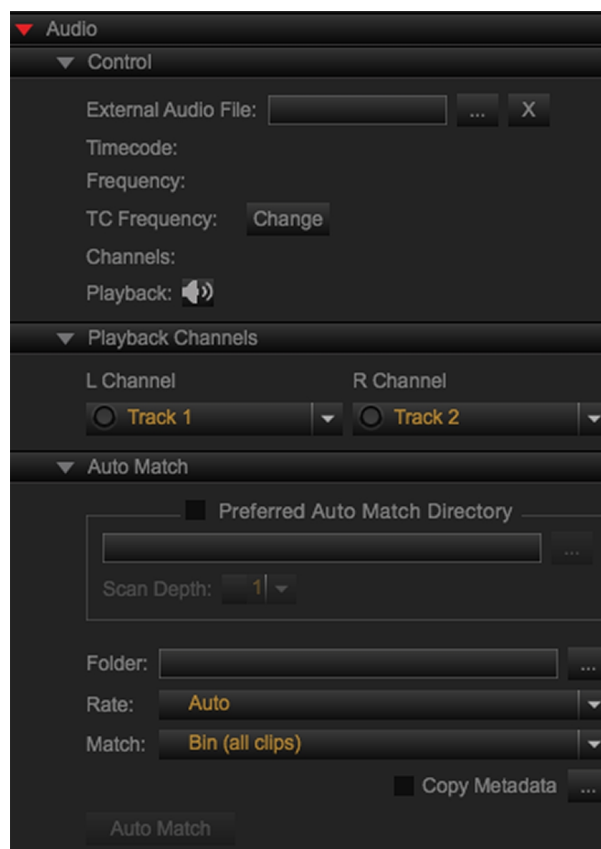 Audio
Control
External Audio File: ... X
Timecode:
Frequency:
TC Frequency: Change
Channels:
Playback:
Playback Channels
L Channel R Channel
Track 1 Track 2
Auto Match
Preferred Auto Match Directory
...
Scan Depth: 1
Folder: ...
Rate: Auto
Match: Bin (all clips)
Copy Metadata ...
Auto Match